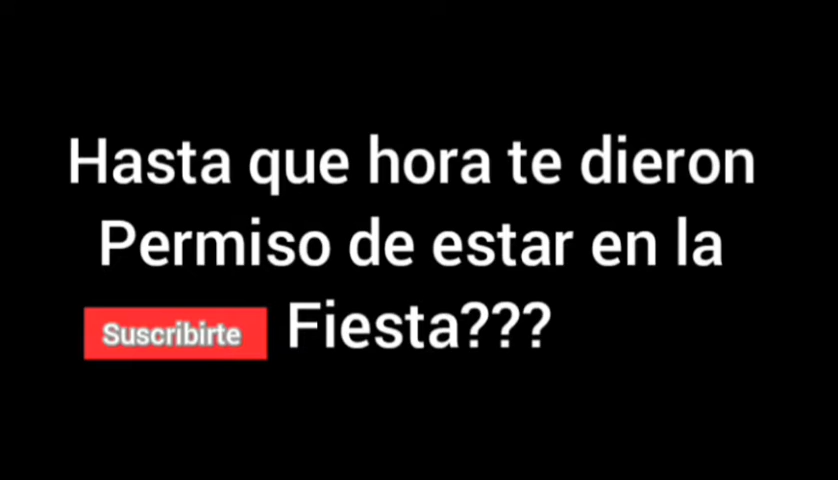 Hasta que hora te dieron
Permiso de estar en la
Suscribirte Fiesta???